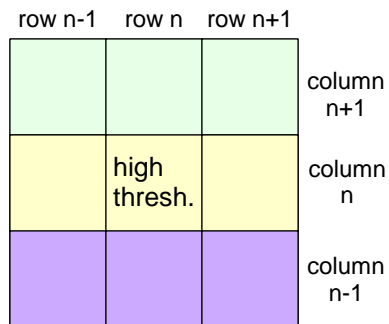 row n-1 row n row n+1
column
n+1
high
thresh.
column
n
column
n-1